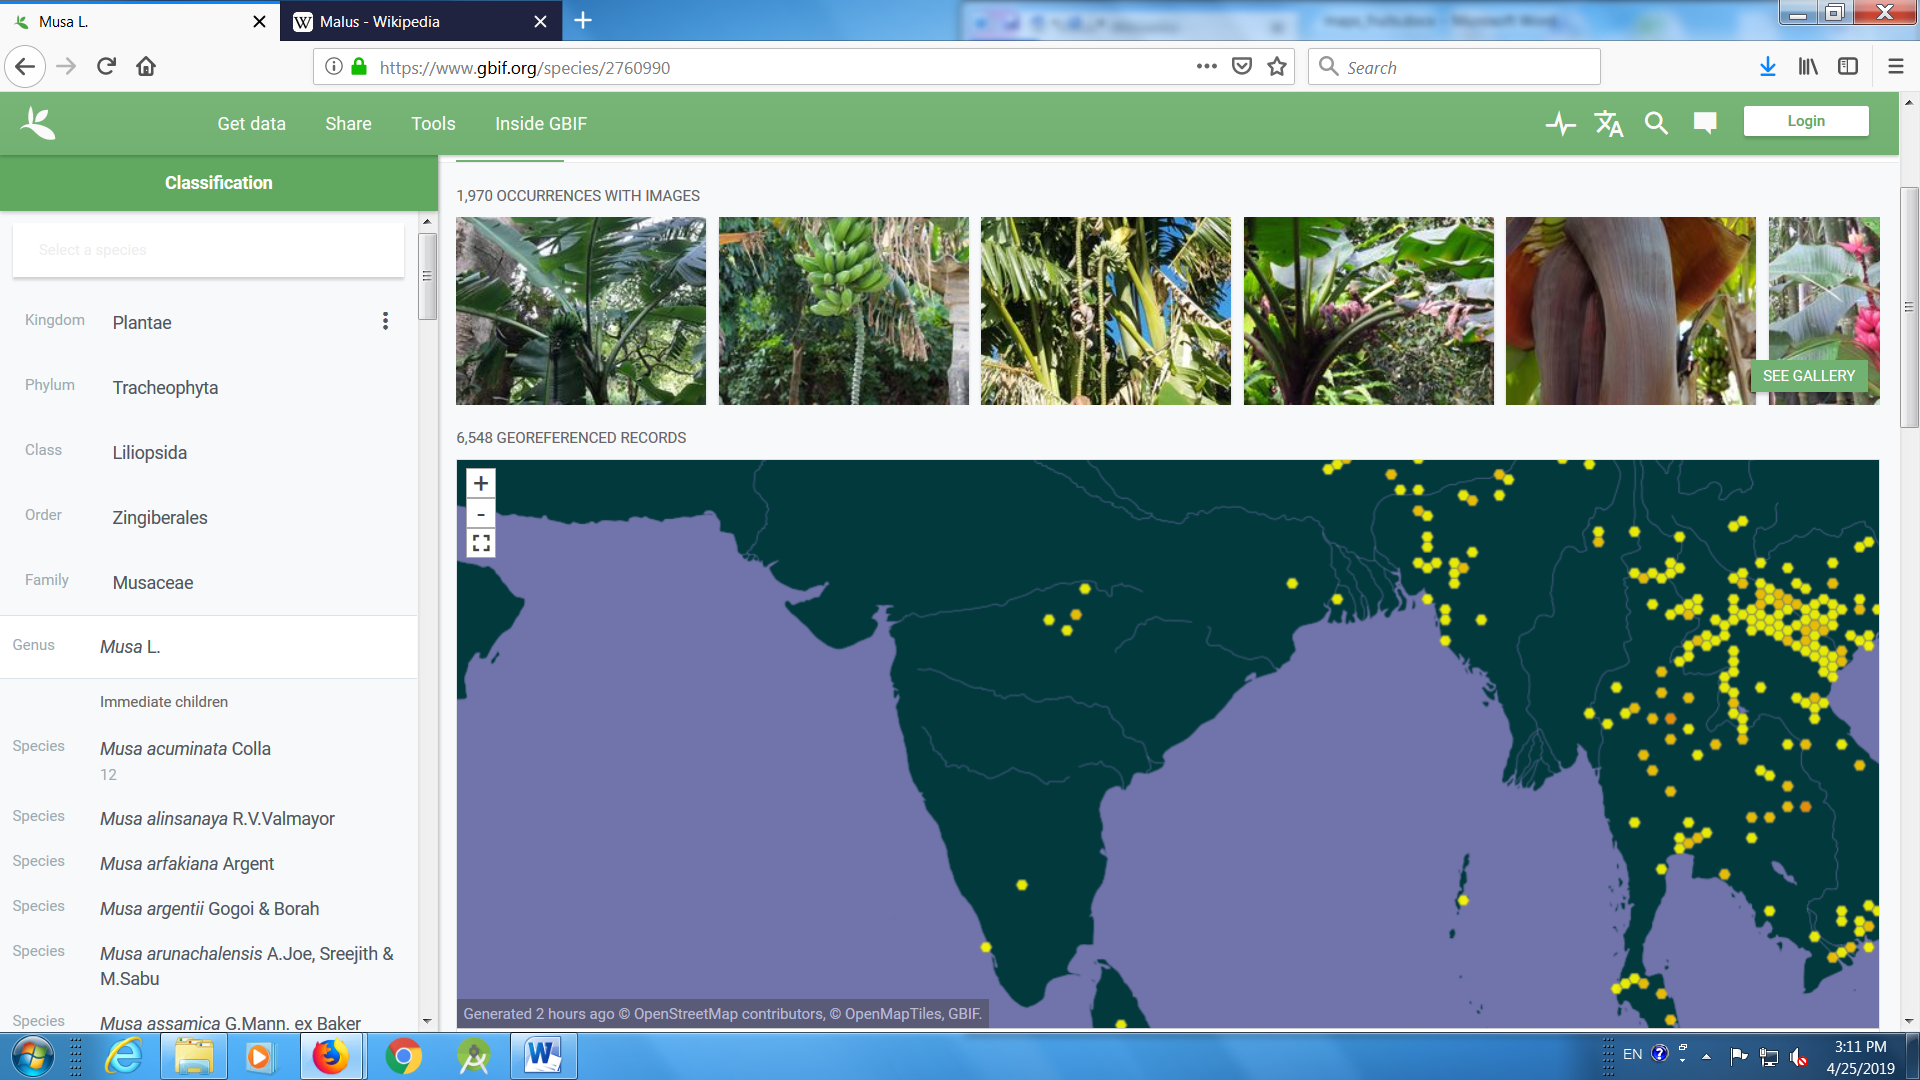 Musa L.
Malus - Wikipedia
https://www.gbif.org/species/2760990
Search
Get data
Share
Tools
Inside GBIF
Login
Classification
Select a species
Kingdom Plantae
Phylum Tracheophyta
Class Liliopsida
Order Zingiberales
Family Musaceae
Genus Musa L.
Immediate children
Species Musa acuminata Colla
12
Species Musa alinsanaya R.V.Valmayor
Species Musa arfakiana Argent
Species Musa argentii Gogoi & Borah
Species Musa arunachalensis A.Joe, Sreejith &
M.Sabu
Species Musa assamica G.Mann. ex Baker
1,970 OCCURRENCES WITH IMAGES
SEE GALLERY
6,548 GEOREFERENCED RECORDS
+
-
Generated 2 hours ago © OpenStreetMap contributors, © OpenMapTiles, GBIF.
EN
3:11 PM
4/25/2019